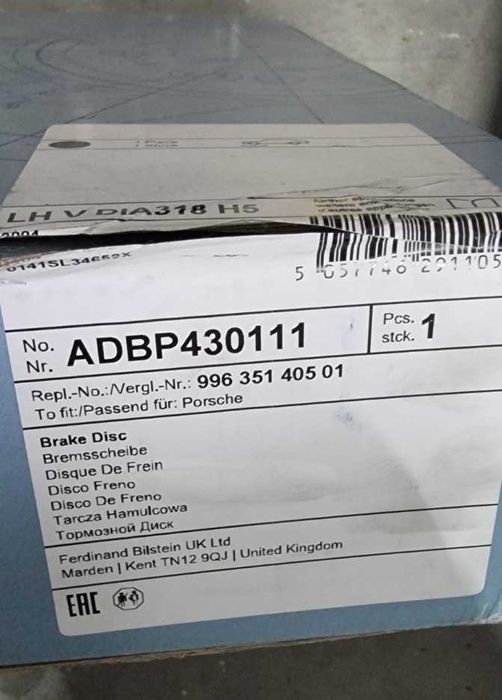 LH V DIA318 H5
5 057746 291105
No.
Nr. ADBP430111
Pcs.
stck. 1
Repl.-No.:/Vergl.-Nr.: 996 351 405 01
To fit:/Passend für: Porsche
Brake Disc
Bremsscheibe
Disque De Frein
Disco Freno
Disco De Freno
Tarcza Hamulcowa
Тормозной Диск
Ferdinand Bilstein UK Ltd
Marden | Kent TN12 9QJ | United Kingdom
EAC